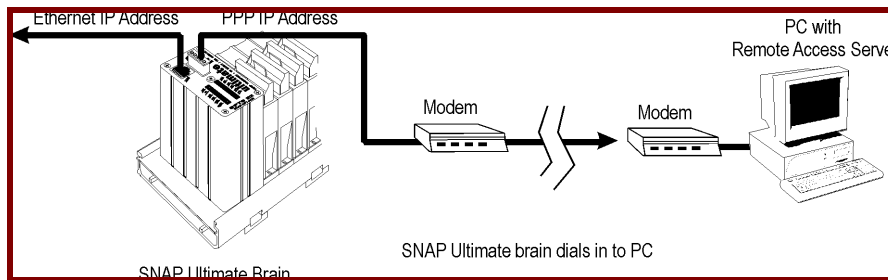 Ethernet IP Address
PPP IP Address
PC with
Remote Access Serve
Modem
Modem
ultimate
SNAP Ultimate brain dials in to PC
SNAP Ultimate Brain